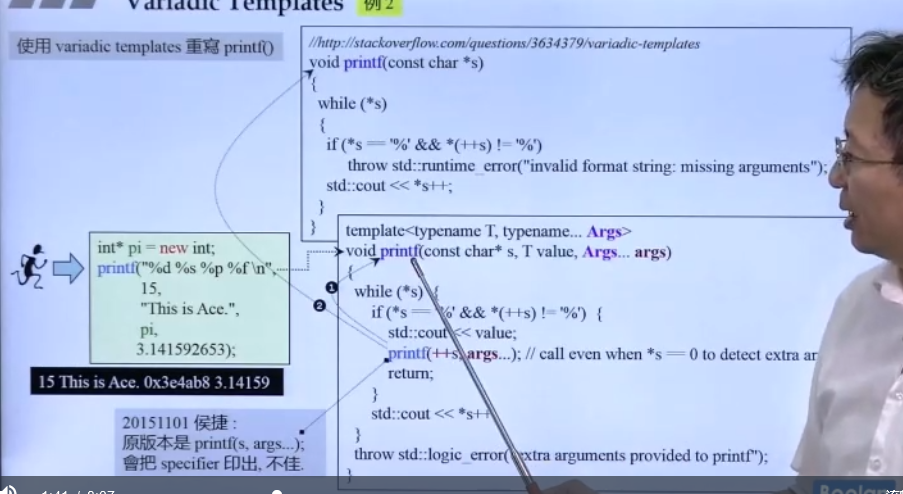 Variadic Templates 例 2
使用 variadic templates 重寫 printf()
//http://stackoverflow.com/questions/3634379/variadic-templates
void printf(const char *s)
{
while (*s)
{
if (*s == '%' && *(++s) != '%')
throw std::runtime_error("invalid format string: missing arguments");
std::cout << *s++;
}
}
template<typename T, typename... Args>
void printf(const char* s, T value, Args... args)
{
while (*s) {
if (*s == '%' && *(++s) != '%') {
std::cout << value;
printf(++s, args...); // call even when *s == 0 to detect extra ar
return;
}
std::cout << *s++
}
throw std::logic_error( extra arguments provided to printf");
}
int* pi = new int;
printf("%d %s %p %f \n",
15,
"This is Ace.",
pi,
3.141592653);
1
2
15 This is Ace. 0x3e4ab8 3.14159
20151101 侯捷 :
原版本是 printf(s, args...);
會把 specifier 印出, 不佳.